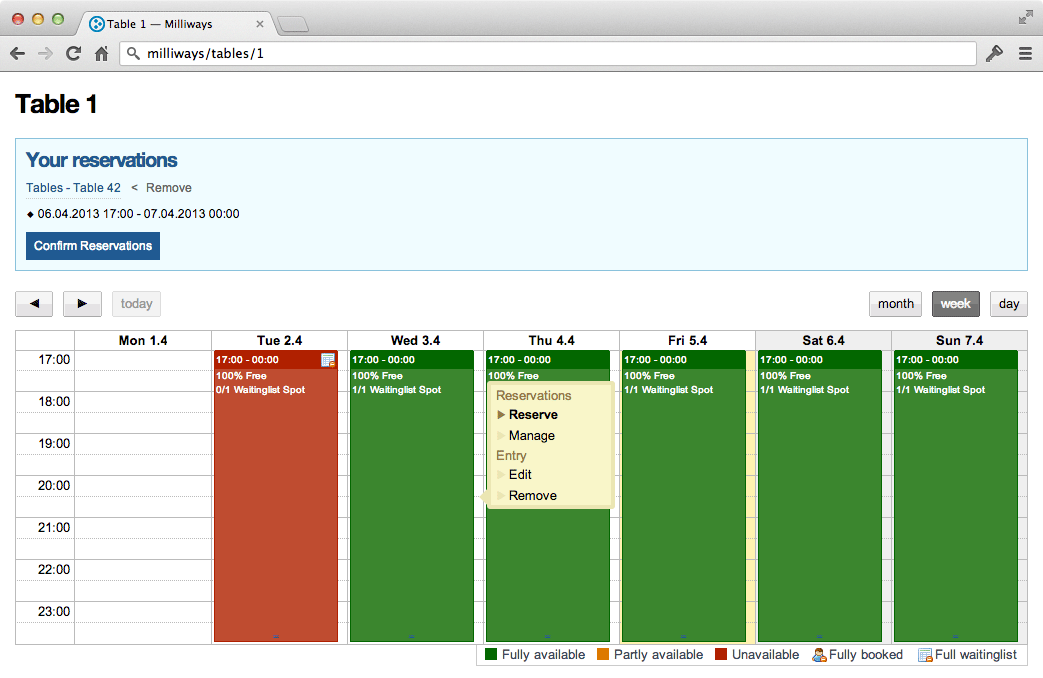 Table 1 — Milliways
milliways/tables/1
Table 1
Your reservations
Tables - Table 42 < Remove
◆ 06.04.2013 17:00 - 07.04.2013 00:00
Confirm Reservations
◀ ▶ today month week day
Mon 1.4 Tue 2.4 Wed 3.4 Thu 4.4 Fri 5.4 Sat 6.4 Sun 7.4
17:00 17:00 - 00:00 17:00 - 00:00 17:00 - 00:00 17:00 - 00:00 17:00 - 00:00 17:00 - 00:00
100% Free 100% Free 100% Free 100% Free 100% Free 100% Free
0/1 Waitinglist Spot 1/1 Waitinglist Spot 1/1 Waitinglist Spot 1/1 Waitinglist Spot 1/1 Waitinglist Spot
Reservations
18:00
▶ Reserve
Manage
19:00
Entry
Edit
20:00
Remove
21:00
22:00
23:00
Fully available Partly available Unavailable Fully booked Full waitinglist